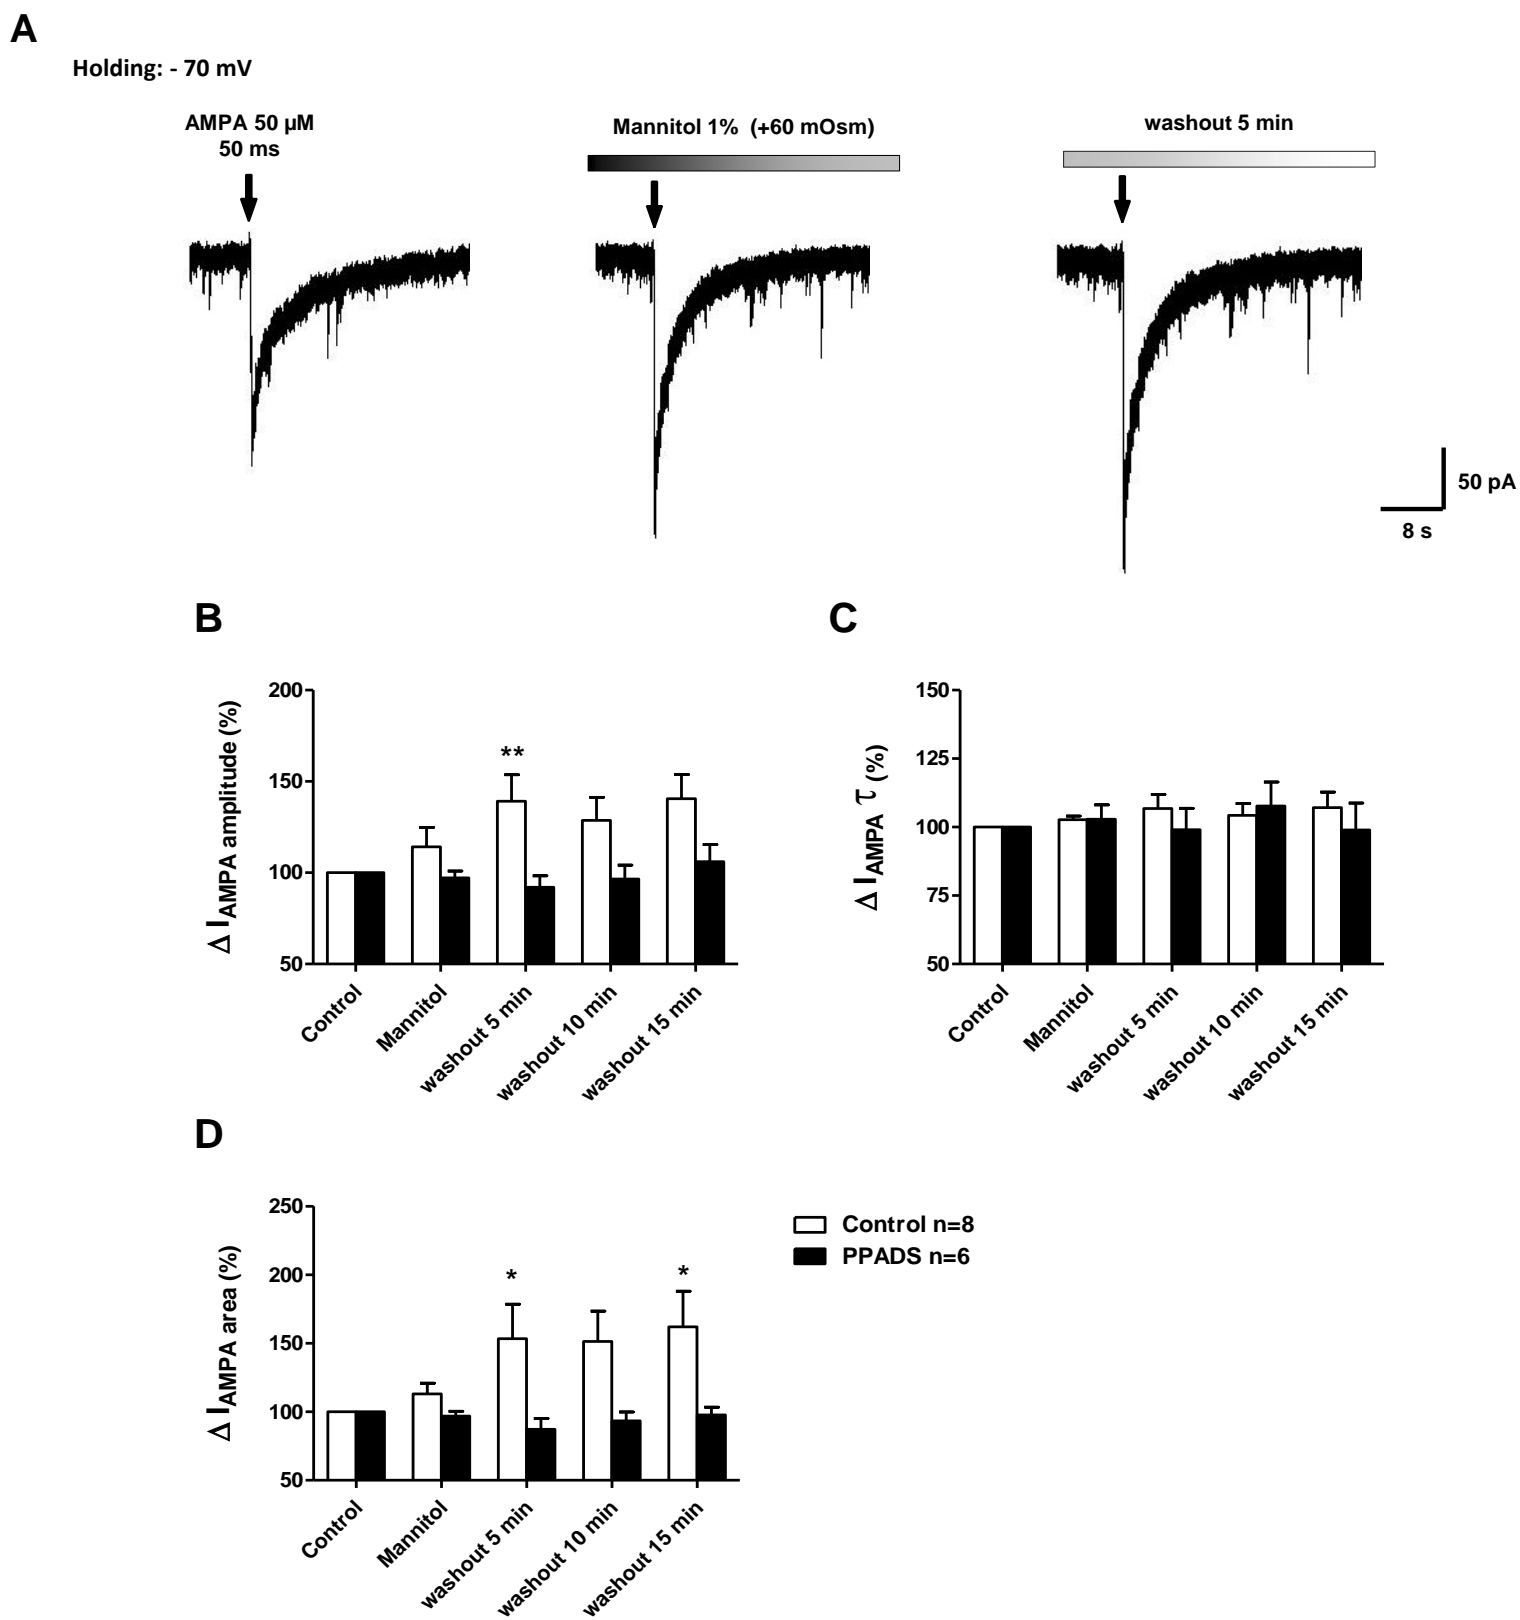 A
Holding: - 70 mV
AMPA 50 µM
50 ms
Mannitol 1% (+60 mOsm)
washout 5 min
50 pA
8 s
B
Δ I AMPA amplitude (%)
200
150
100
50
**
Control
Mannitol
washout 5 min
washout 10 min
washout 15 min
C
Δ I AMPA τ (%)
150
125
100
75
50
Control
Mannitol
washout 5 min
washout 10 min
washout 15 min
D
Δ I AMPA area (%)
250
200
150
100
50
*
*
Control
Mannitol
washout 5 min
washout 10 min
washout 15 min
Control n=8
PPADS n=6